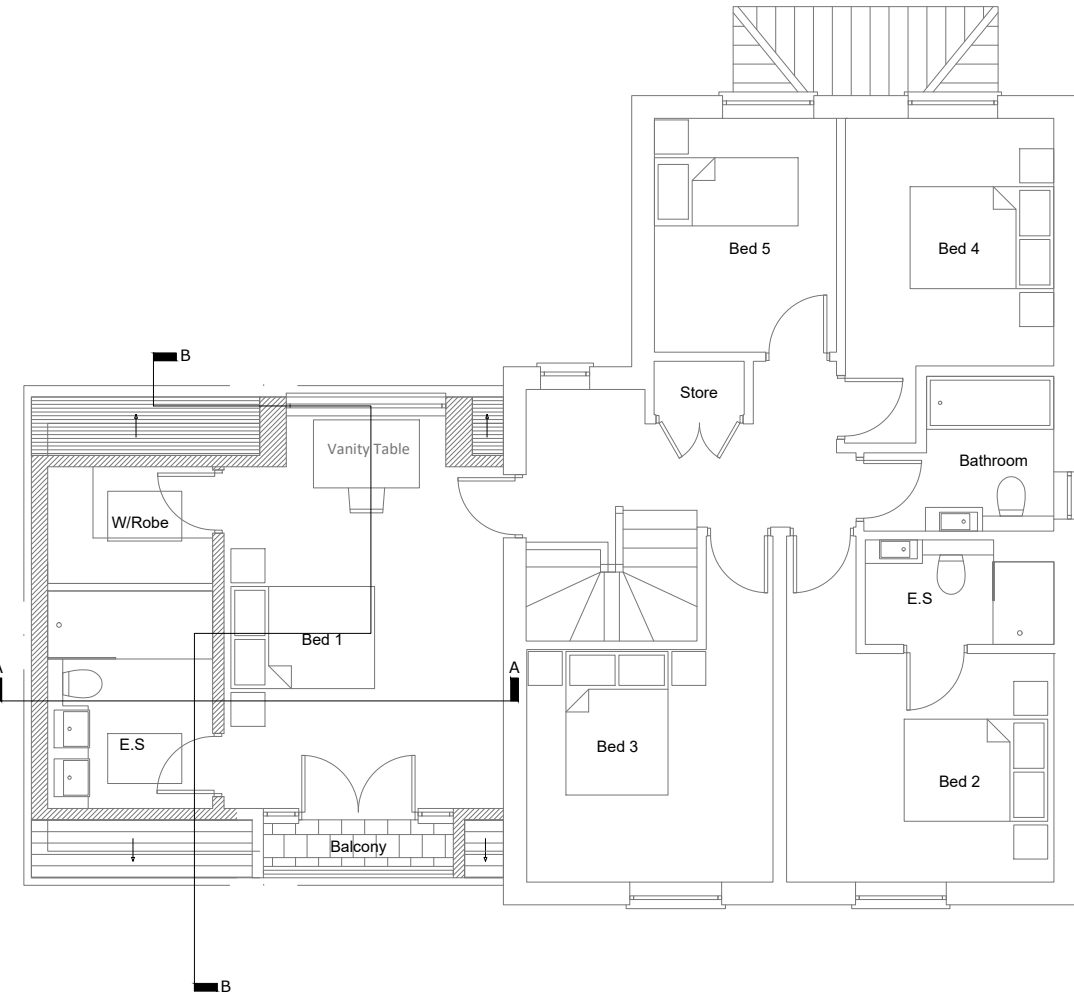 Bed 5
Bed 4
B
Store
Vanity Table
Bathroom
W/Robe
E.S
Bed 1
A
A
E.S
Bed 3
Bed 2
Balcony
B